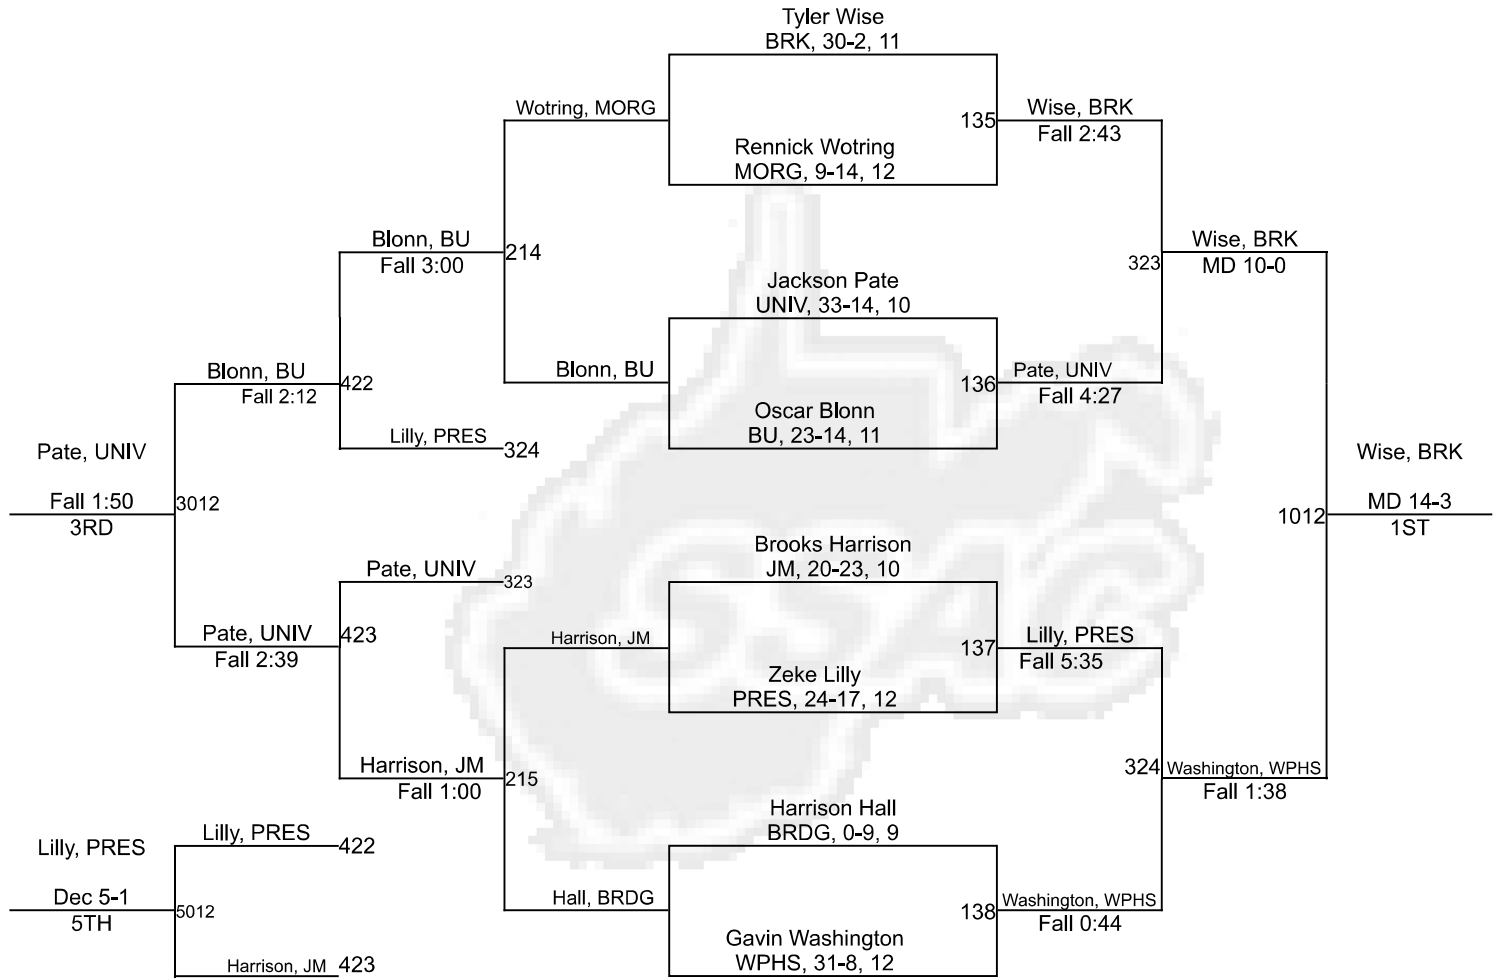 Tyler Wise
BRK, 30-2, 11
Wotring, MORG
135
Wise, BRK
Fall 2:43
Rennick Wotring
MORG, 9-14, 12
Blonn, BU
Fall 3:00
214
323
Wise, BRK
MD 10-0
Jackson Pate
UNIV, 33-14, 10
Blonn, BU
Fall 2:12
422
Blonn, BU
136
Pate, UNIV
Fall 4:27
Oscar Blonn
BU, 23-14, 11
Lilly, PRES
324
Pate, UNIV
Fall 1:50
3RD
3012
Wise, BRK
1012
MD 14-3
1ST
Brooks Harrison
JM, 20-23, 10
Pate, UNIV
323
Pate, UNIV
Fall 2:39
423
Harrison, JM
137
Lilly, PRES
Fall 5:35
Zeke Lilly
PRES, 24-17, 12
Harrison, JM
Fall 1:00
215
324
Washington, WPHS
Fall 1:38
Harrison Hall
BRDG, 0-9, 9
Lilly, PRES
Lilly, PRES
422
Dec 5-1
5TH
5012
Hall, BRDG
138
Washington, WPHS
Fall 0:44
Gavin Washington
WPHS, 31-8, 12
Harrison, JM
423
SSAC